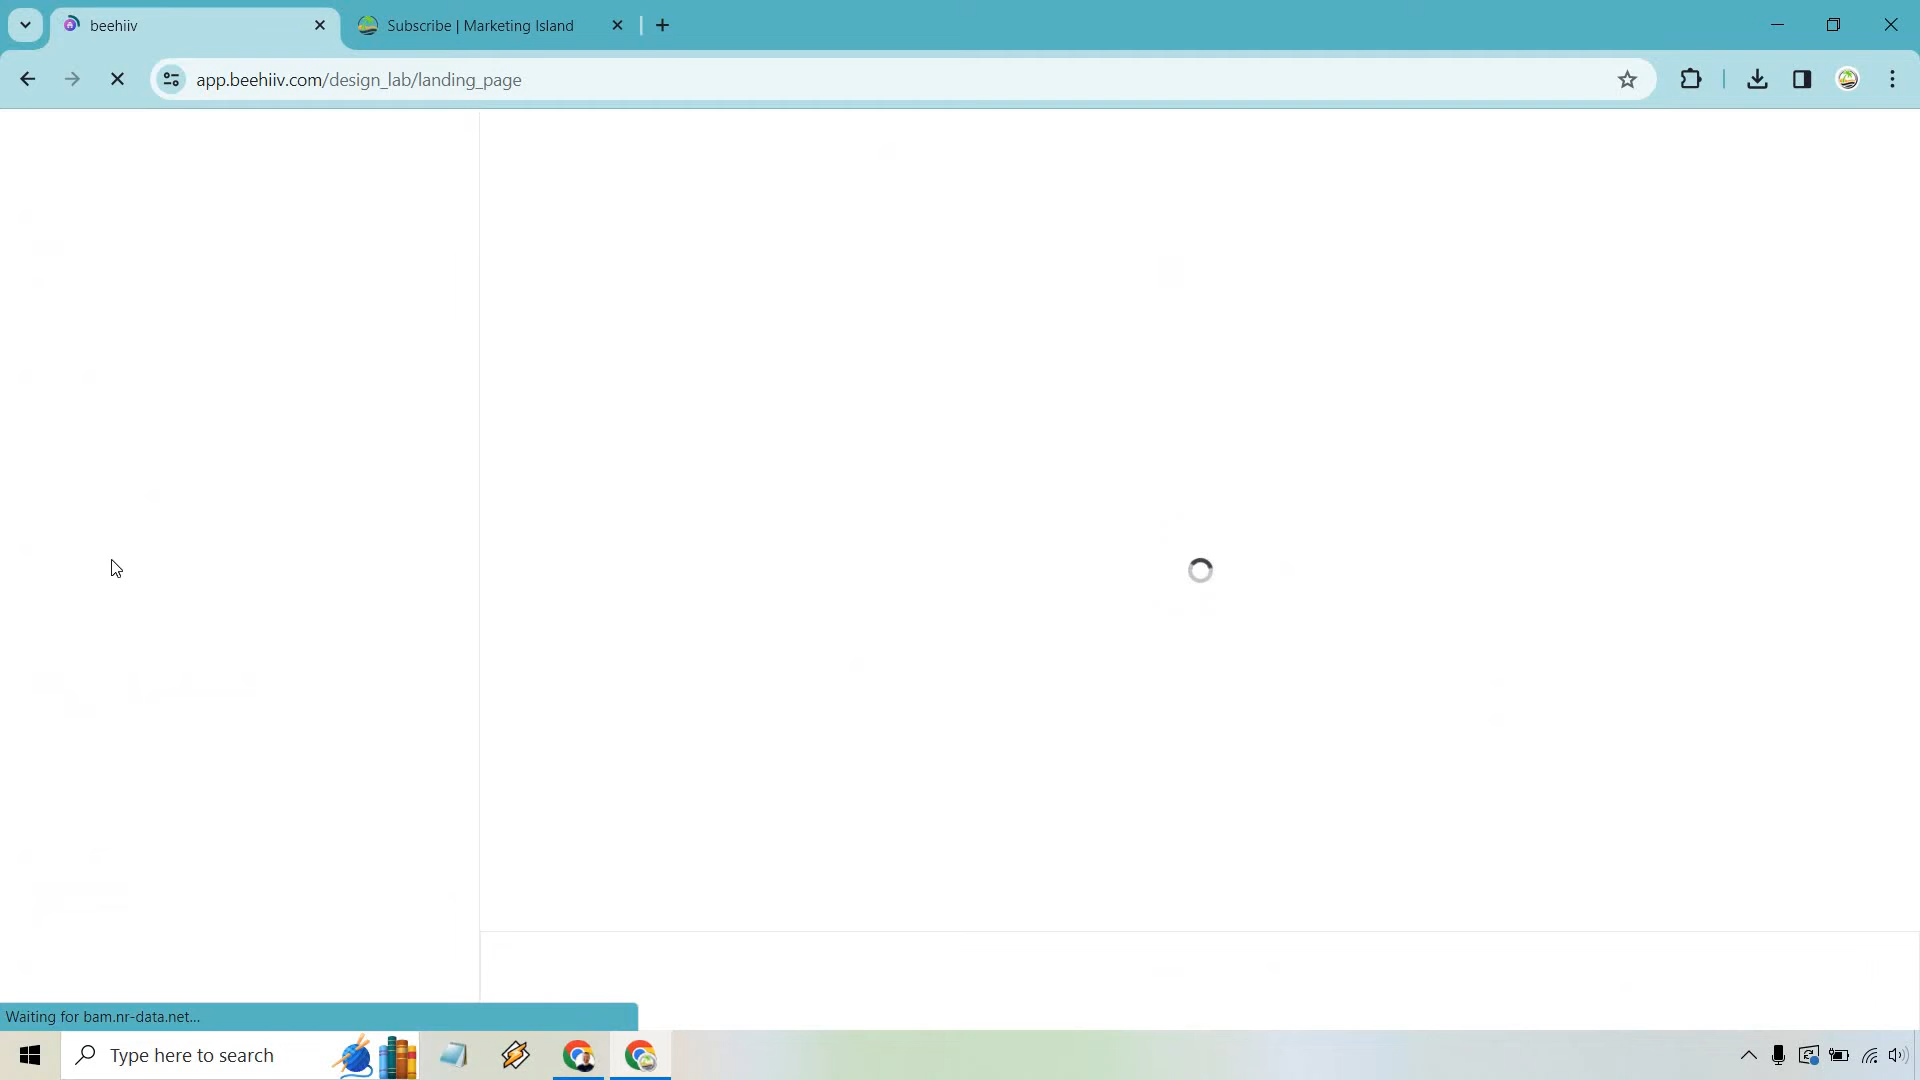 beehiiv
Subscribe | Marketing Island
app.beehiiv.com/design_lab/landing_page
Waiting for bam.nr-data.net...
Type here to search